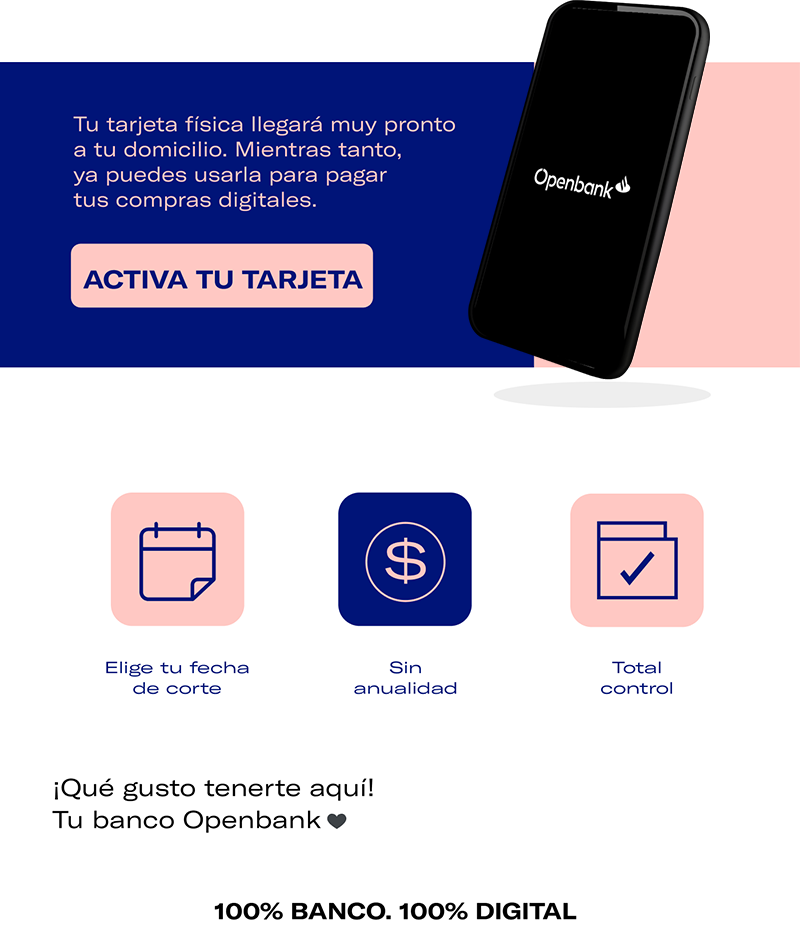 Tu tarjeta física llegará muy pronto
a tu domicilio. Mientras tanto,
ya puedes usarla para pagar
tus compras digitales.
ACTIVA TU TARJETA
Openbank
$
Elige tu fecha
de corte
Sin
anualidad
Total
control
¡Qué gusto tenerte aquí!
Tu banco Openbank
100% BANCO. 100% DIGITAL